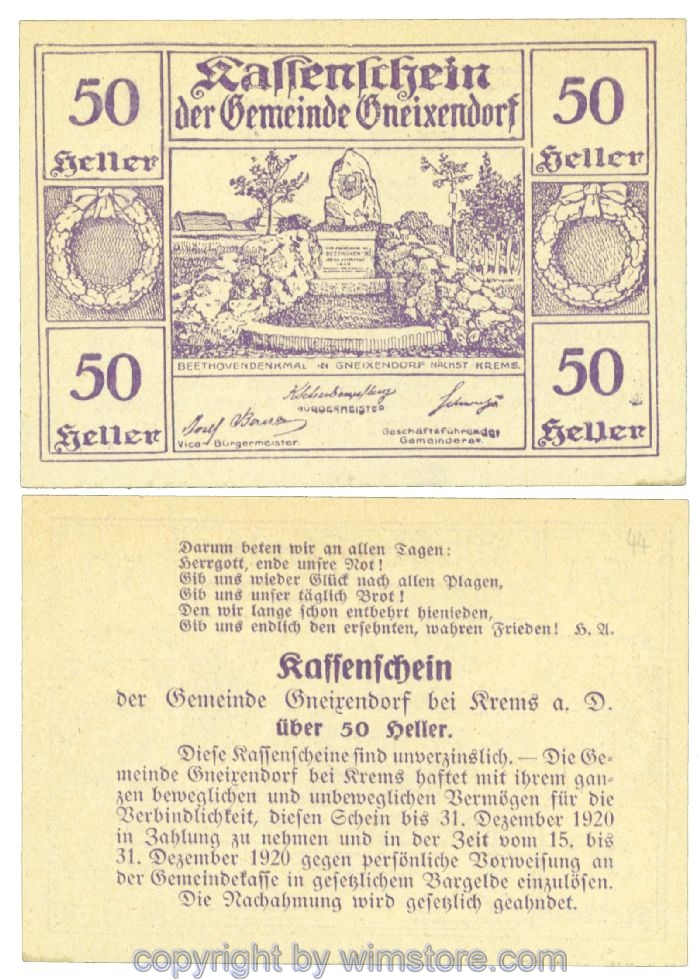 50
Heller
Kassenschein
der Gemeinde Gneixendorf
50
Heller
BEETHOVEN
BEETHOVENDENKMAL IN GNEIXENDORF NÄCHST KREMS.
50
Heller
Josef
Vice Bürgermeister.
BURGERMEISTER
Geschäftsführender
Gemeinderat.
50
Heller
44
Darum beten wir an allen Tagen:
Herrgott, ende unsre Not!
Gib uns wieder Glück nach allen Plagen,
Gib uns unser täglich Brot!
Den wir lange schon entbehrt hienieden,
Gib uns endlich den ersehnten, wahren Frieden! H. A.
Kassenschein
der Gemeinde Gneixendorf bei Krems a. D.
über 50 Heller.
Diese Kassenscheine sind unverzinslich. — Die Ge-
meinde Gneixendorf bei Krems haftet mit ihrem gan-
zen beweglichen und unbeweglichen Vermögen für die
Verbindlichkeit, diesen Schein bis 31. Dezember 1920
in Zahlung zu nehmen und in der Zeit vom 15. bis
31. Dezember 1920 gegen persönliche Vorweisung an
der Gemeindekasse in gesetzlichem Bargelde einzulösen.
Die Nachahmung wird gesetzlich geahndet.
copyright by wimstore.com